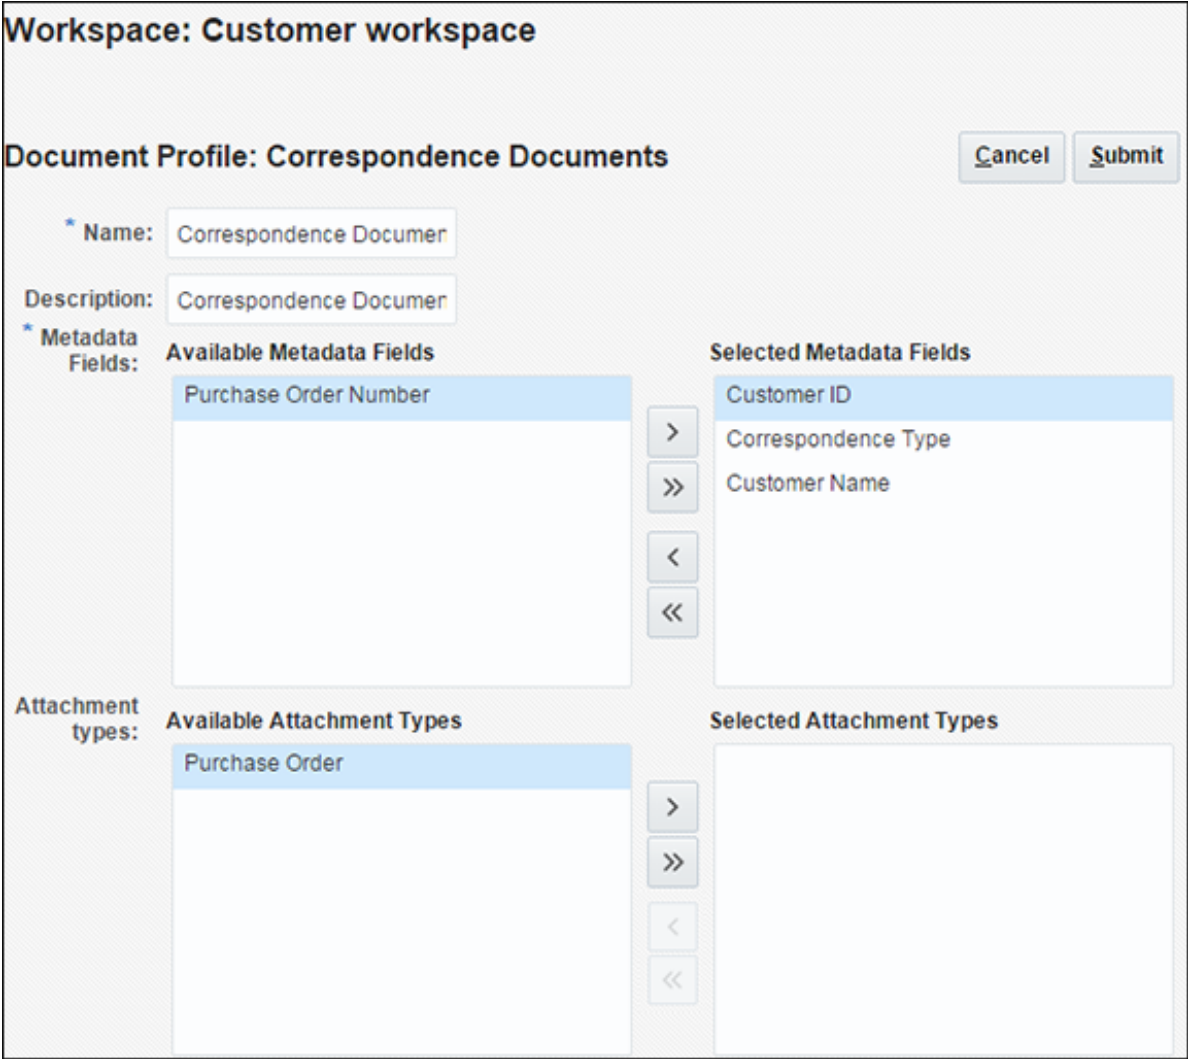 Workspace: Customer workspace
Document Profile: Correspondence Documents
Cancel
Submit
* Name:
Correspondence Documen
Description:
Correspondence Documen
* Metadata
Fields:
Available Metadata Fields
Selected Metadata Fields
Purchase Order Number
Customer ID
Correspondence Type
Customer Name
Attachment
types:
Available Attachment Types
Selected Attachment Types
Purchase Order